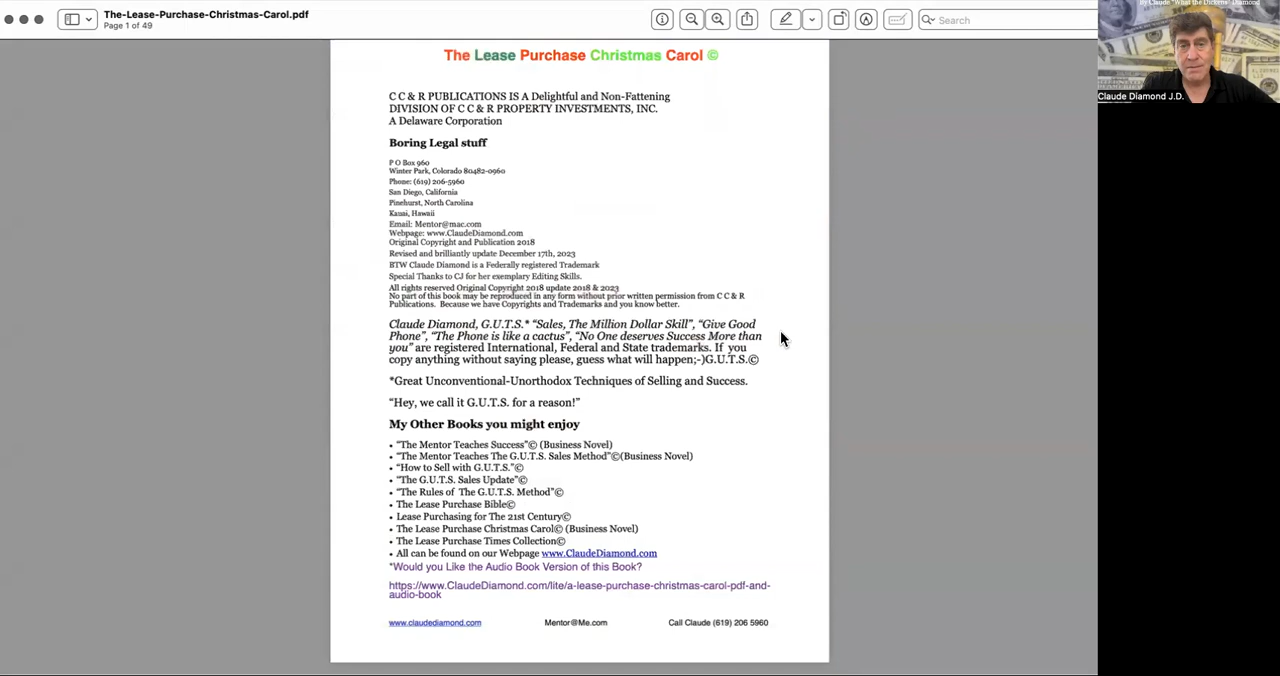 The-Lease-Purchase-Christmas-Carol.pdf
Page 1 of 49
Search
By Claude "What the Dickens" Diamond
Claude Diamond J.D.
The Lease Purchase Christmas Carol ©
C C & R PUBLICATIONS IS A Delightful and Non-Fattening
DIVISION OF C C & R PROPERTY INVESTMENTS, INC.
A Delaware Corporation
Boring Legal stuff
P O Box 960
Winter Park, Colorado 80482-0960
Phone: (619) 206-5960
San Diego, California
Pinehurst, North Carolina
Kauai, Hawaii
Email: Mentor@mac.com
Webpage: www.ClaudeDiamond.com
Original Copyright and Publication 2018
Revised and brilliantly update December 17th, 2023
BTW Claude Diamond is a Federally registered Trademark
Special Thanks to CJ for her exemplary Editing Skills.
All rights reserved Original Copyright 2018 update 2018 & 2023
No part of this book may be reproduced in any form without prior written permission from C C & R
Publications. Because we have Copyrights and Trademarks and you know better.
Claude Diamond, G.U.T.S.* "Sales, The Million Dollar Skill", "Give Good
Phone", "The Phone is like a cactus", "No One deserves Success More than
you" are registered International, Federal and State trademarks. If you
copy anything without saying please, guess what will happen;-)G.U.T.S.©
*Great Unconventional-Unorthodox Techniques of Selling and Success.
"Hey, we call it G.U.T.S. for a reason!"
My Other Books you might enjoy
• "The Mentor Teaches Success"© (Business Novel)
• "The Mentor Teaches The G.U.T.S. Sales Method"©(Business Novel)
• "How to Sell with G.U.T.S."©
• "The G.U.T.S. Sales Update"©
• "The Rules of The G.U.T.S. Method"©
• The Lease Purchase Bible©
• Lease Purchasing for The 21st Century©
• The Lease Purchase Christmas Carol© (Business Novel)
• The Lease Purchase Times Collection©
• All can be found on our Webpage www.ClaudeDiamond.com
*Would you Like the Audio Book Version of this Book?
https://www.ClaudeDiamond.com/lite/a-lease-purchase-christmas-carol-pdf-and-
audio-book
www.claudediamond.com Mentor@Me.com Call Claude (619) 206 5960